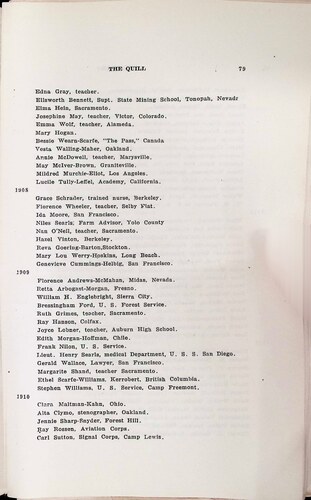 THE QUILL 79
Edna Gray, teacher.
Ellsworth Bennett, Supt. State Mining School, Tonopah, Nevada
Elma Hein, Sacramento.
Josephine May, teacher, Victor, Colorado.
Emma Wolf, teacher, Alameda.
Mary Hogan.
Bessie Wearn-Scarfe, "The Pass," Canada
Vesta Walling-Maher, Oakland.
Annie McDowell, teacher, Marysville.
May McIver-Brown, Graniteville.
Mildred Murchie-Eliot, Los Angeles.
Lucile Tully-Leffel, Academy, California.
1908
Grace Schrader, trained nurse, Berkeley.
Florence Wheeler, teacher, Selby Flat.
Ida Moore, San Francisco.
Niles Searls, Farm Advisor, Yolo County
Nan O'Neil, teacher, Sacramento.
Hazel Vinton, Berkeley.
Reva Goering-Barton, Stockton.
Mary Lou Werry-Hpskins, Long Beach.
Genevieve Cummings-Helbig, San Francisco.
1909
Florence Andrews-McMahan, Midas, Nevada.
Retta Arbogast-Morgan, Fresno.
William H. Englebright, Sierra City.
Bressingham Ford, U. S. Forest Service.
Ruth Grimes, teacher, Sacramento.
Ray Hanson, Colfax.
Joyce Lobner, teacher, Auburn High School.
Edith Morgan-Hoffman, Chile.
Frank Nilon, U. S. Service.
Lieut. Henry Searls, medical Department, U. S. S. San Diego.
Gerald Wallace, Lawyer, San Francisco.
Margarite Shand, teacher Sacramento.
Ethel Scarfe-Williams, Kerrobert, British Columbia.
Stephen Williams, U. S. Service, Camp Freemont.
1910
Clara Maltman-Kahn, Ohio.
Alta Clymo, stenographer, Oakland.
Jennie Sharp-Snyder, Forest Hill.
Ray Rossen, Aviation Corps.
Carl Sutton, Signal Corps, Camp Lewis.